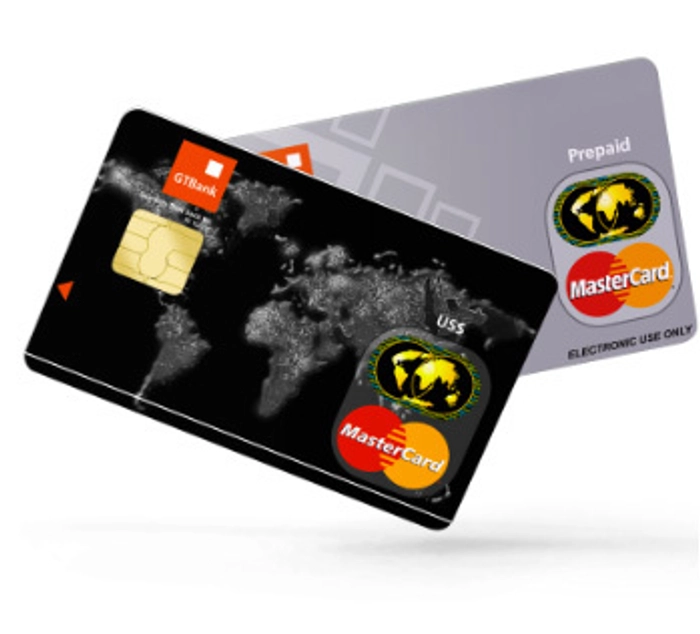 Prepaid
GTBank
US$
MasterCard
MasterCard
ELECTRONIC USE ONLY